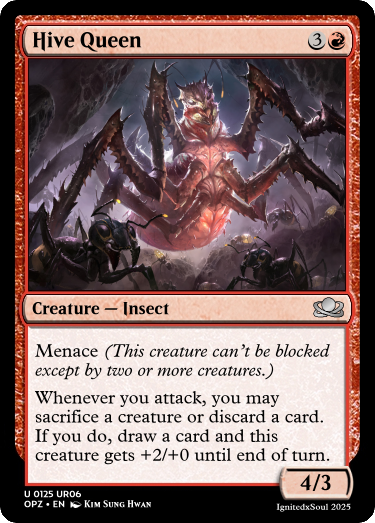 Hive Queen 3
Creature — Insect
Menace (This creature can't be blocked
except by two or more creatures.)
Whenever you attack, you may
sacrifice a creature or discard a card.
If you do, draw a card and this
creature gets +2/+0 until end of turn.
4/3
U 0125 UR06
OPZ • EN Kim Sung Hwan
IgnitedxSoul 2025